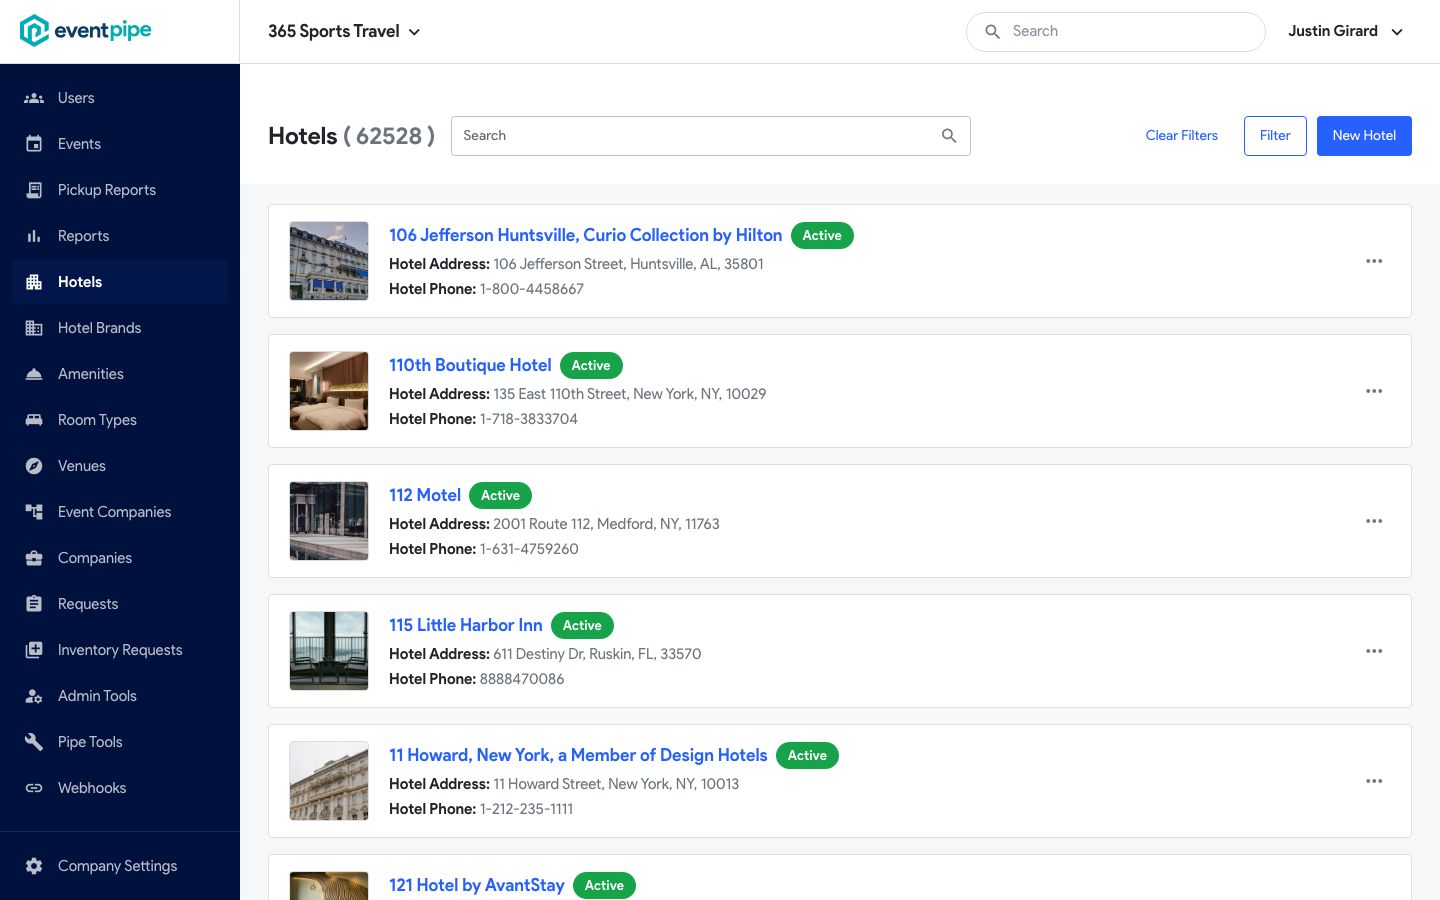 eventpipe
365 Sports Travel
Search
Justin Girard
Users
Events
Pickup Reports
Reports
Hotels
Hotel Brands
Amenities
Room Types
Venues
Event Companies
Companies
Requests
Inventory Requests
Admin Tools
Pipe Tools
Webhooks
Company Settings
Hotels ( 62528 )
Search
Clear Filters
Filter
New Hotel
106 Jefferson Huntsville, Curio Collection by Hilton Active
Hotel Address: 106 Jefferson Street, Huntsville, AL, 35801
Hotel Phone: 1-800-4458667
110th Boutique Hotel Active
Hotel Address: 135 East 110th Street, New York, NY, 10029
Hotel Phone: 1-718-3833704
112 Motel Active
Hotel Address: 2001 Route 112, Medford, NY, 11763
Hotel Phone: 1-631-4759260
115 Little Harbor Inn Active
Hotel Address: 611 Destiny Dr, Ruskin, FL, 33570
Hotel Phone: 8888470086
11 Howard, New York, a Member of Design Hotels Active
Hotel Address: 11 Howard Street, New York, NY, 10013
Hotel Phone: 1-212-235-1111
121 Hotel by AvantStay Active